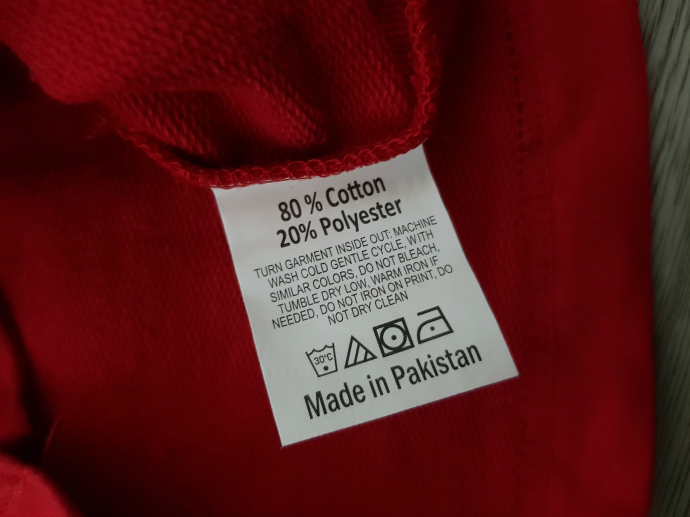 80 % Cotton
20% Polyester
TURN GARMENT INSIDE OUT: MACHINE
WASH COLD GENTLE CYCLE, WITH
SIMILAR COLORS, DO NOT BLEACH,
TUMBLE DRY LOW, WARM IRON IF
NEEDED, DO NOT IRON ON PRINT, DO
NOT DRY CLEAN
30°C
Made in Pakistan